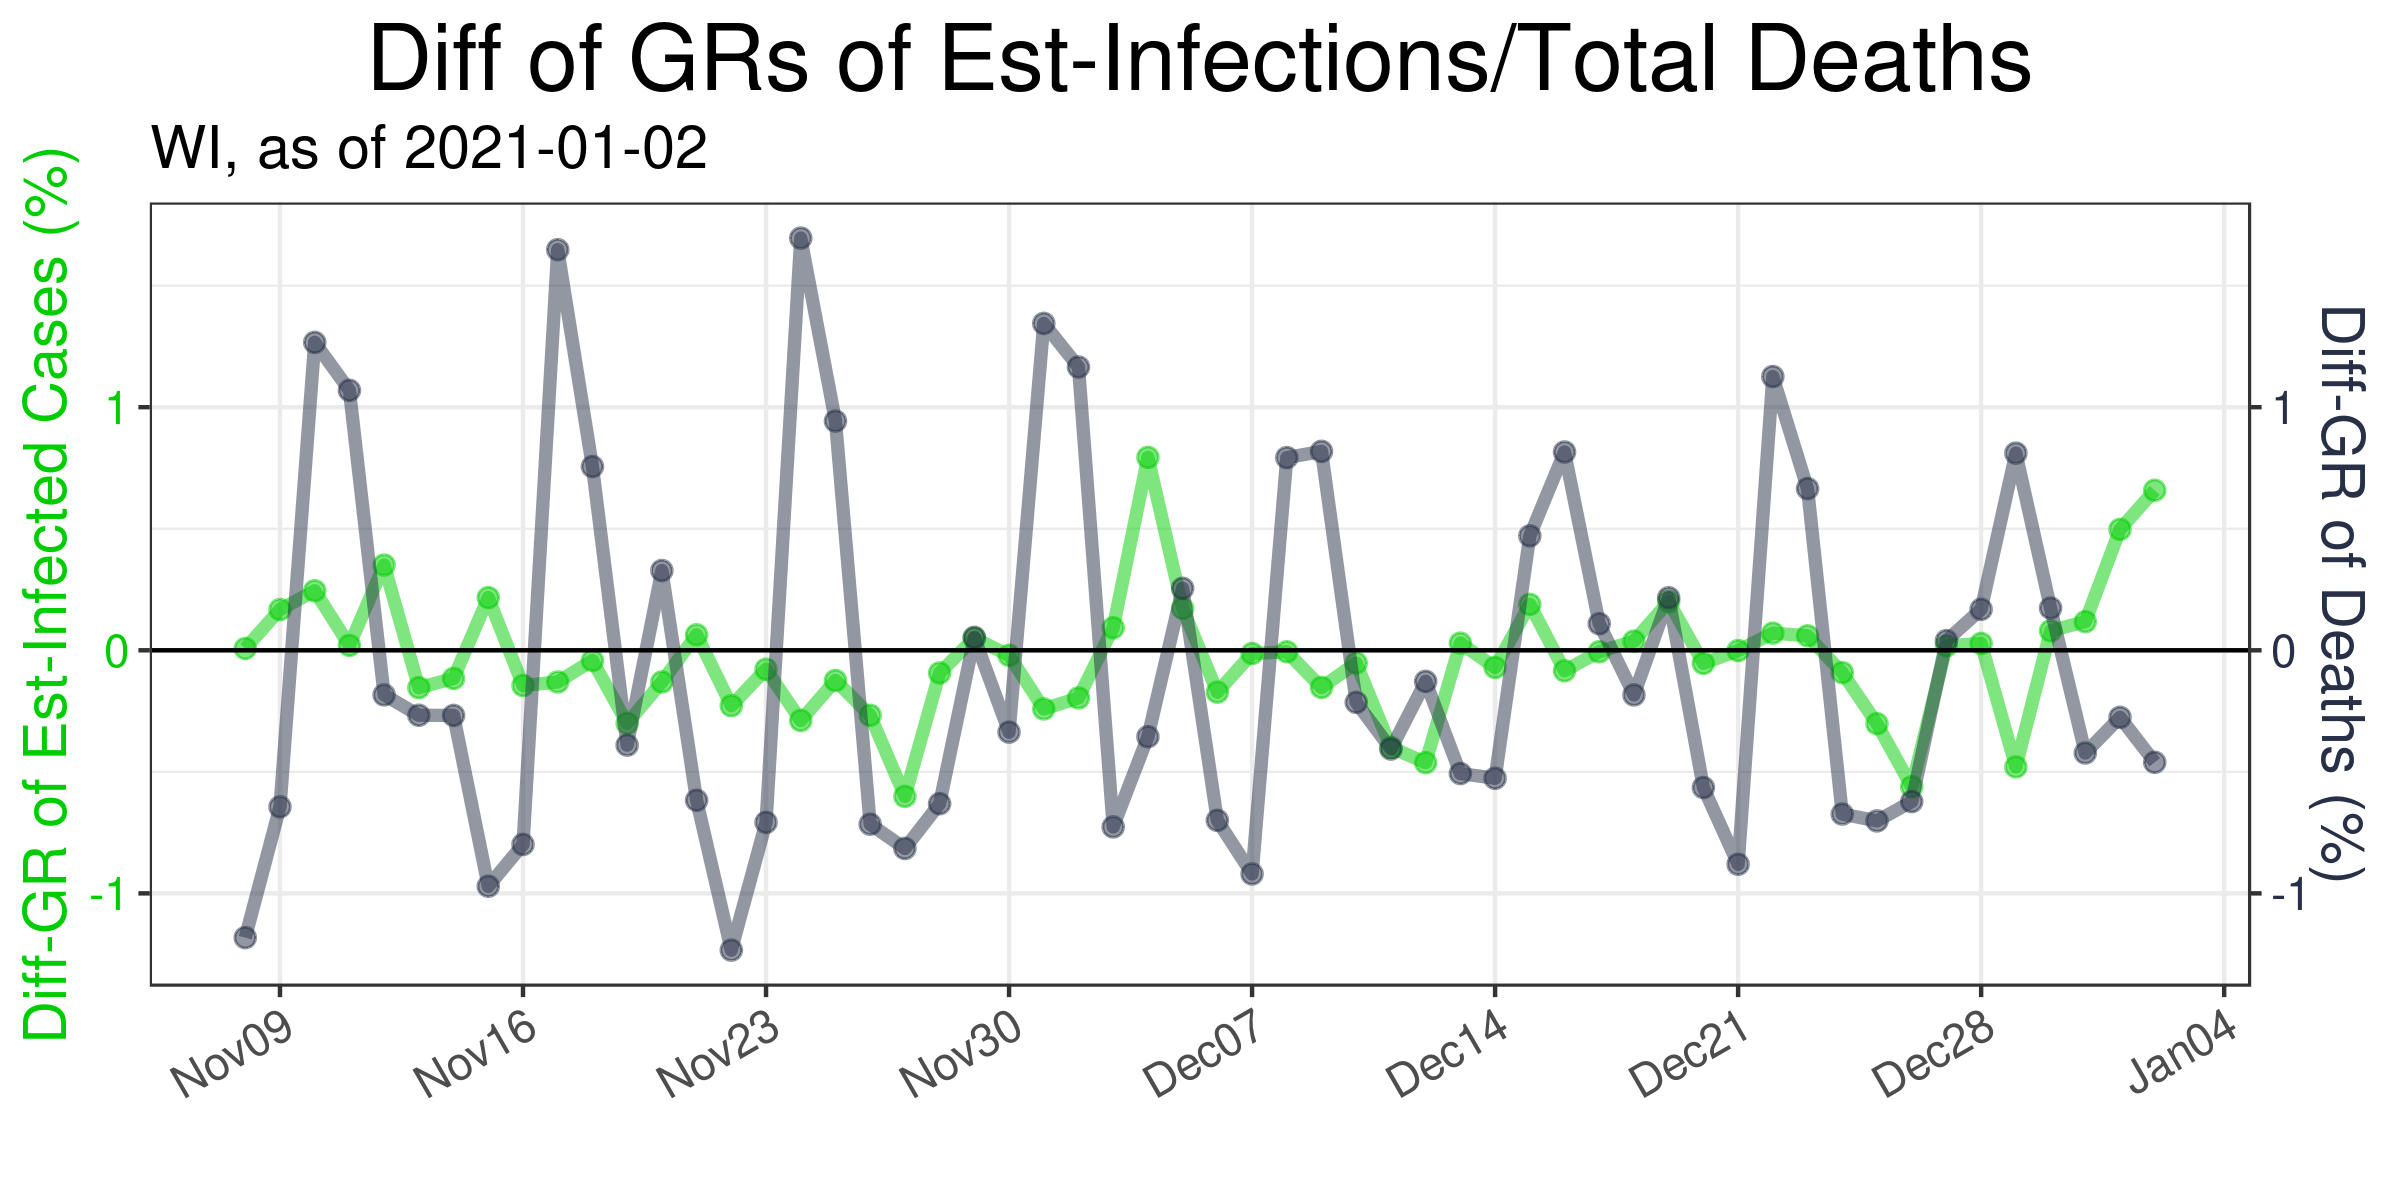 Diff of GRs of Est-Infections/Total Deaths
WI, as of 2021-01-02
Diff-GR of Est-Infected Cases (%)
1
0
-1
1
0
-1
Diff-GR of Deaths (%)
Nov09
Nov16
Nov23
Nov30
Dec07
Dec14
Dec21
Dec28
Jan04